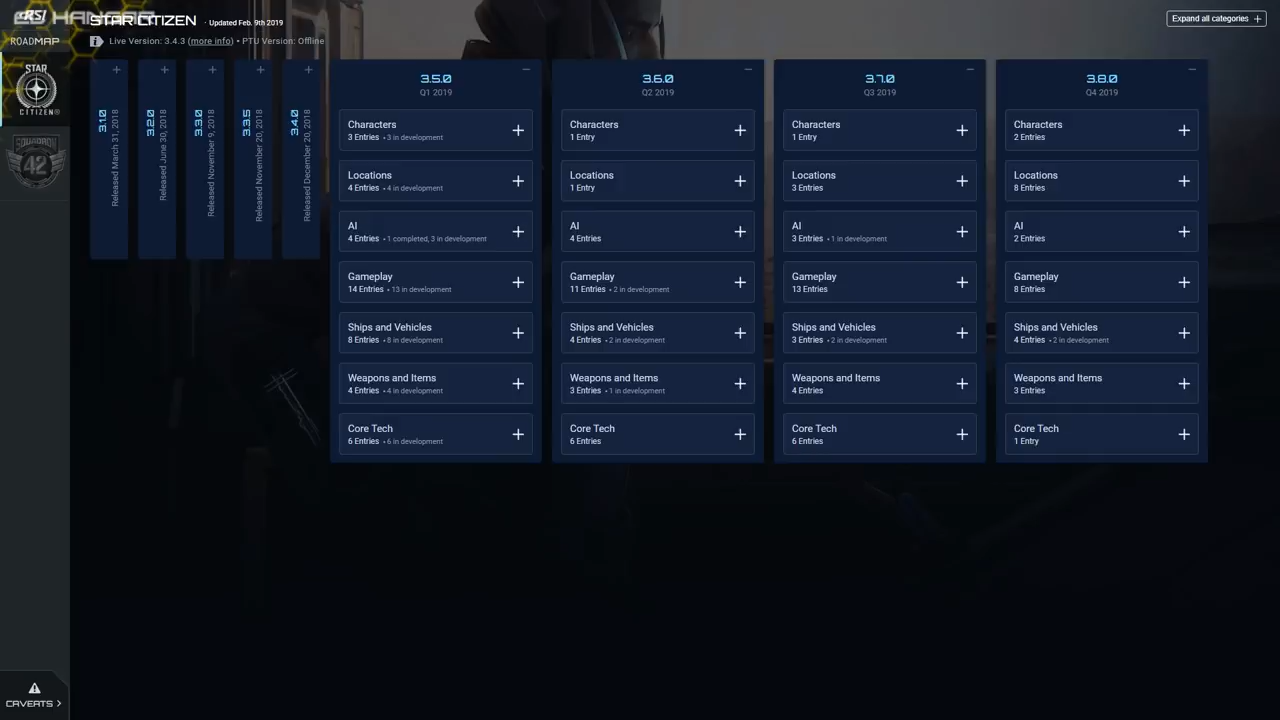 RSI HANGAR
STAR CITIZEN • Updated Feb. 9th 2019
Expand all categories
ROADMAP
Live Version: 3.4.3 (more info) • PTU Version: Offline
STAR
CITIZEN®
SQUADRON
42
3.1.0
Released March 31, 2018
3.2.0
Released June 30, 2018
3.3.0
Released November 9, 2018
3.3.5
Released November 20, 2018
3.4.0
Released December 20, 2018
3.5.0
Q1 2019
Characters
3 Entries • 3 in development
Locations
4 Entries • 4 in development
AI
4 Entries • 1 completed, 3 in development
Gameplay
14 Entries • 13 in development
Ships and Vehicles
8 Entries • 8 in development
Weapons and Items
4 Entries • 4 in development
Core Tech
6 Entries • 6 in development
3.6.0
Q2 2019
Characters
1 Entry
Locations
1 Entry
AI
4 Entries
Gameplay
11 Entries • 2 in development
Ships and Vehicles
4 Entries • 2 in development
Weapons and Items
3 Entries • 1 in development
Core Tech
6 Entries
3.7.0
Q3 2019
Characters
1 Entry
Locations
3 Entries
AI
3 Entries • 1 in development
Gameplay
13 Entries
Ships and Vehicles
3 Entries • 2 in development
Weapons and Items
4 Entries
Core Tech
6 Entries
3.8.0
Q4 2019
Characters
2 Entries
Locations
8 Entries
AI
2 Entries
Gameplay
8 Entries
Ships and Vehicles
4 Entries • 2 in development
Weapons and Items
3 Entries
Core Tech
1 Entry
CAVEATS